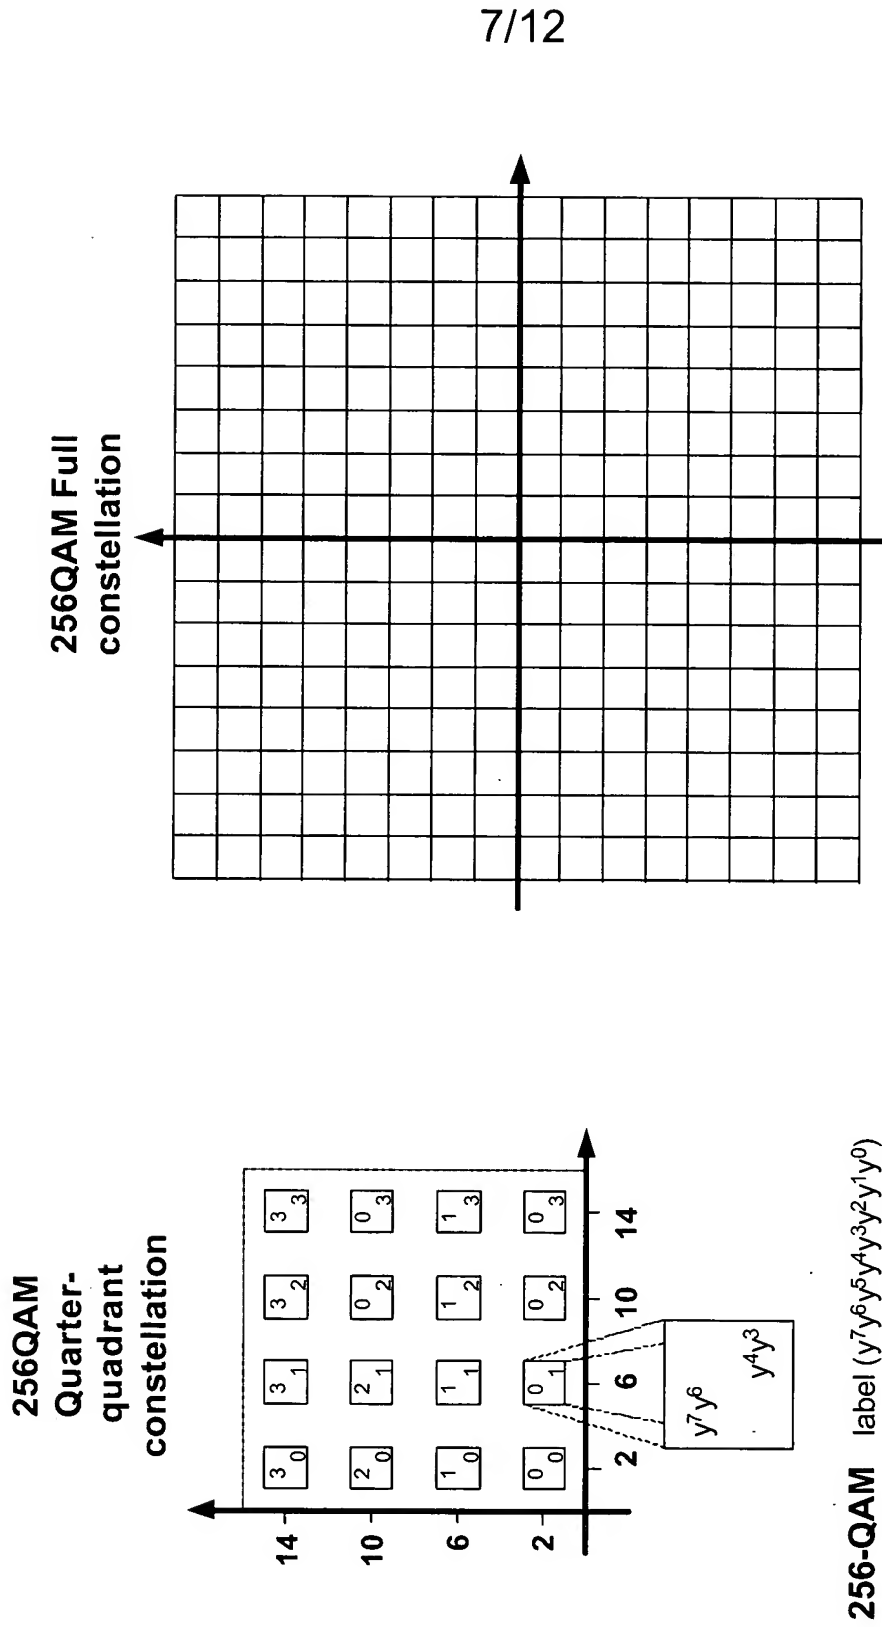 7/12
256QAM
Quarter-
quadrant
constellation
14 3 0 3 1 3 2 3 3
10 2 0 2 1 0 2 0 3
6 1 0 1 1 1 2 1 3
2 0 0 0 1 0 2 0 3
2 6 10 14
y⁷y⁶
y⁴y³
256-QAM label (y⁷y⁶y⁵y⁴y³y²y¹y⁰)
256QAM Full
constellation